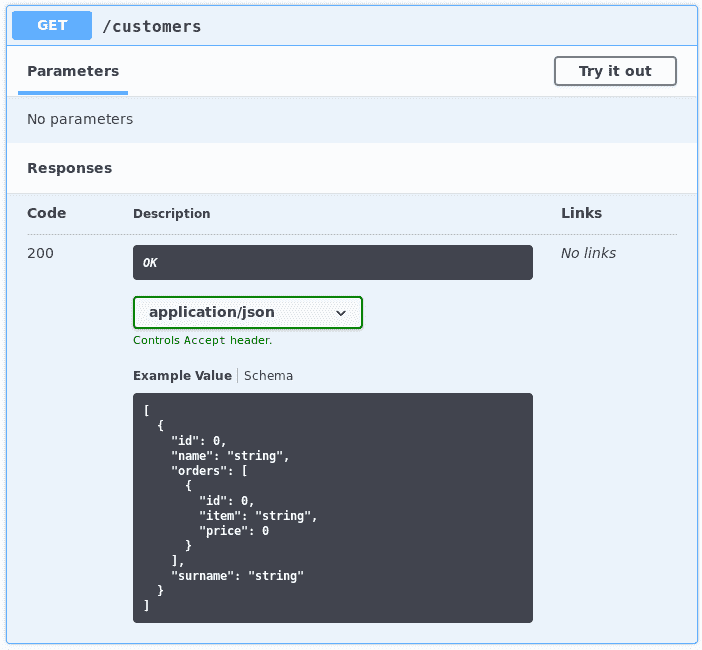 GET /customers
Parameters
Try it out
No parameters
Responses
Code Description Links
200 OK No links
application/json
Controls Accept header.
Example Value Schema
[
  {
    "id": 0,
    "name": "string",
    "orders": [
      {
        "id": 0,
        "item": "string",
        "price": 0
      }
    ],
    "surname": "string"
  }
]